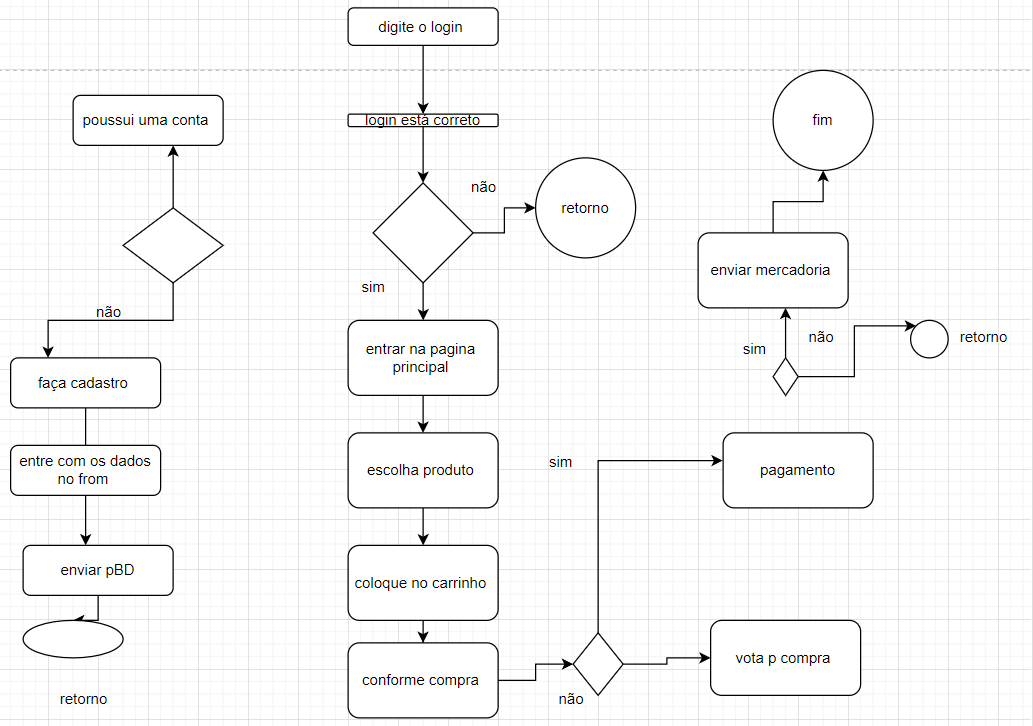 digite o login
poussui uma conta
login esta correto
fim
não
retorno
enviar mercadoria
sim
não
entrar na pagina
principal
sim
não
retorno
faça cadastro
entre com os dados
no from
escolha produto
sim
pagamento
enviar pBD
coloque no carrinho
conforme compra
não
vota p compra
retorno